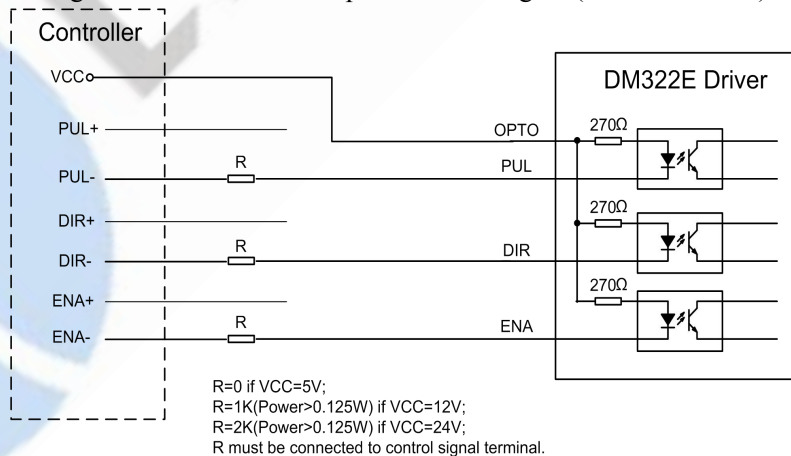 Controller
VCC
DM322E Driver
PUL+
OPTO
270Ω
PUL-
R
PUL
DIR+
270Ω
DIR-
R
DIR
ENA+
270Ω
ENA-
R
ENA
R=0 if VCC=5V;
R=1K(Power>0.125W) if VCC=12V;
R=2K(Power>0.125W) if VCC=24V;
R must be connected to control signal terminal.